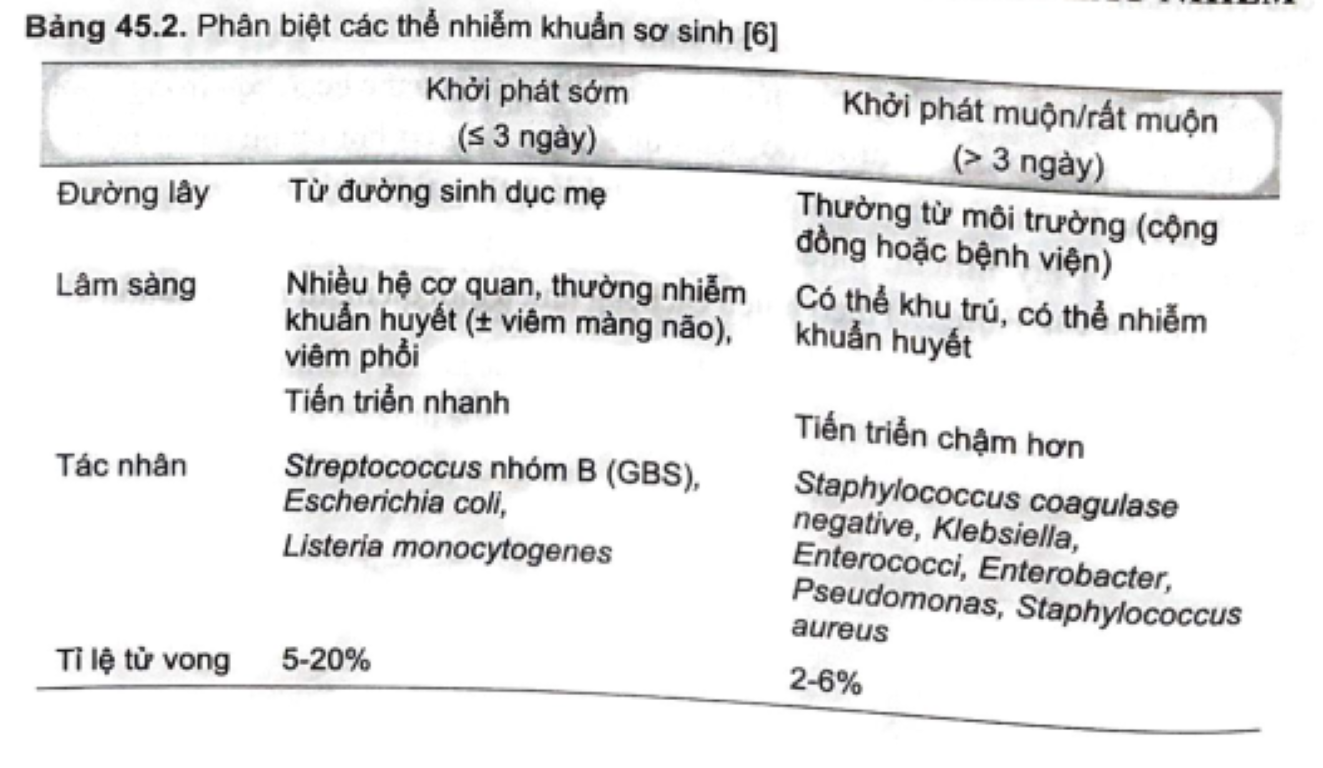 Bảng 45.2. Phân biệt các thể nhiễm khuẩn sơ sinh [6]
Khởi phát sớm
(≤ 3 ngày)
Khởi phát muộn/rất muộn
(> 3 ngày)
Đường lây
Từ đường sinh dục mẹ
Thường từ môi trường (cộng
đồng hoặc bệnh viện)
Lâm sàng
Nhiều hệ cơ quan, thường nhiễm
khuẩn huyết (± viêm màng não),
viêm phổi
Tiến triển nhanh
Có thể khu trú, có thể nhiễm
khuẩn huyết
Tiến triển chậm hơn
Tác nhân
Streptococcus nhóm B (GBS),
Escherichia coli,
Listeria monocytogenes
Staphylococcus coagulase
negative, Klebsiella,
Enterococci, Enterobacter,
Pseudomonas, Staphylococcus
aureus
Tỉ lệ tử vong
5-20%
2-6%